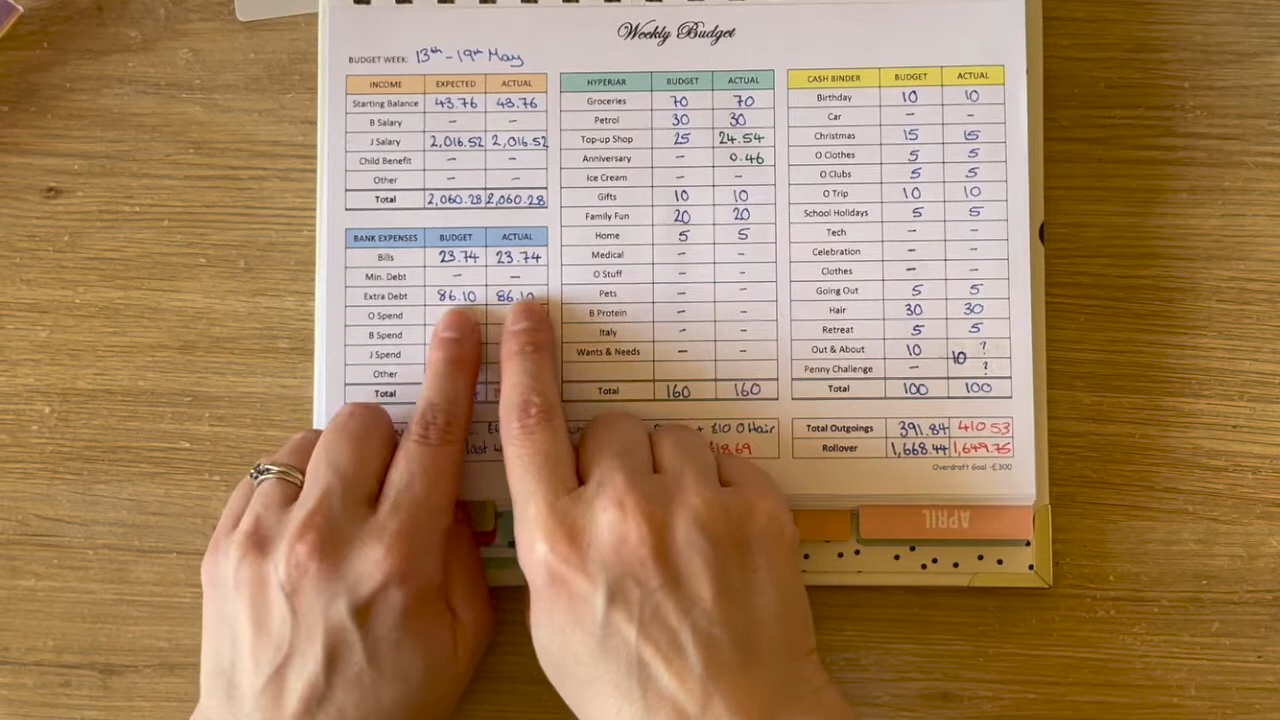 Weekly Budget
BUDGET WEEK: 13th - 19th May
INCOME EXPECTED ACTUAL
Starting Balance 43.76 43.76
B Salary - -
J Salary 2,016.52 2,016.52
Child Benefit - -
Other - -
Total 2,060.28 2,060.28
BANK EXPENSES BUDGET ACTUAL
Bills 23.74 23.74
Min. Debt - -
Extra Debt 86.10 86.10
O Spend
B Spend
J Spend
Other
Total
HYPERJAR BUDGET ACTUAL
Groceries 70 70
Petrol 30 30
Top-up Shop 25 24.54
Anniversary - 0.46
Ice Cream - -
Gifts 10 10
Family Fun 20 20
Home 5 5
Medical - -
O Stuff - -
Pets - -
B Protein - -
Italy - -
Wants & Needs - -
Total 160 160
CASH BINDER BUDGET ACTUAL
Birthday 10 10
Car - -
Christmas 15 15
O Clothes 5 5
O Clubs 5 5
O Trip 10 10
School Holidays 5 5
Tech - -
Celebration - -
Clothes - -
Going Out 5 5
Hair 30 30
Retreat 5 5
Out & About 10 10 ?
Penny Challenge - ?
Total 100 100
+ £10 O Hair
last
18.69
Total Outgoings 391.84 410.53
Rollover 1,668.44 1,649.75
Overdraft Goal -£300
APRIL